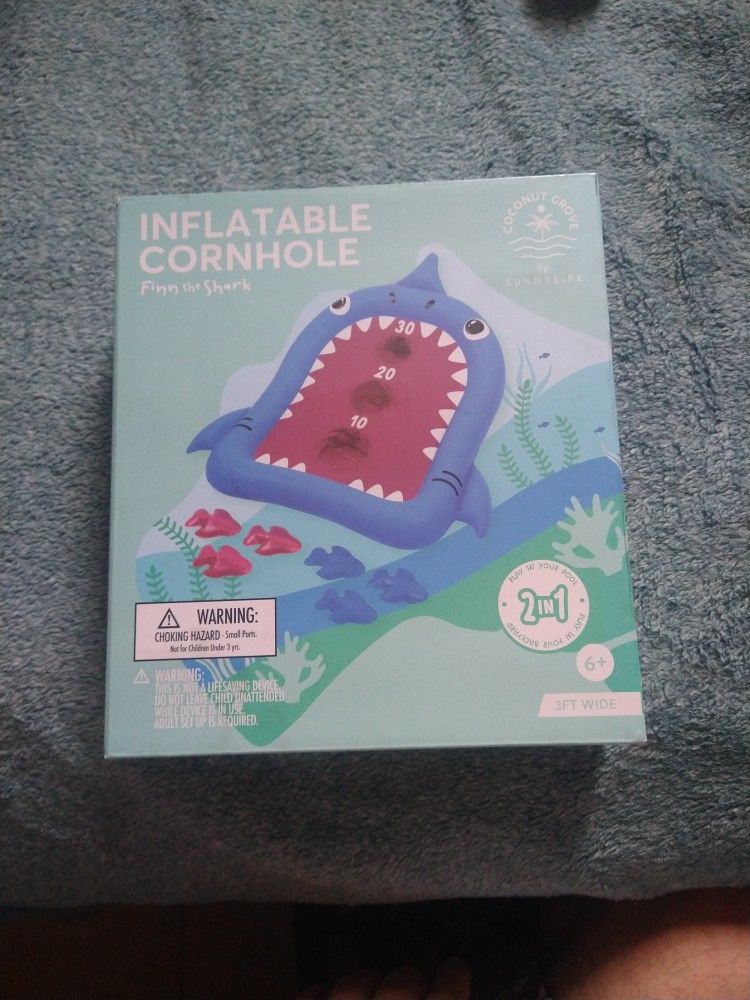 INFLATABLE
CORNHOLE
Finn the Shark
COCONUT GROVE
by
SUNNYLIFE
30
20
10
PLAY IN YOUR POOL
2 IN 1
PLAY IN YOUR BACKYARD
6+
3FT WIDE
WARNING:
CHOKING HAZARD - Small Parts.
Not for Children Under 3 yrs.
WARNING:
THIS IS NOT A LIFESAVING DEVICE.
DO NOT LEAVE CHILD UNATTENDED
WHILE DEVICE IS IN USE.
ADULT SET UP IS REQUIRED.